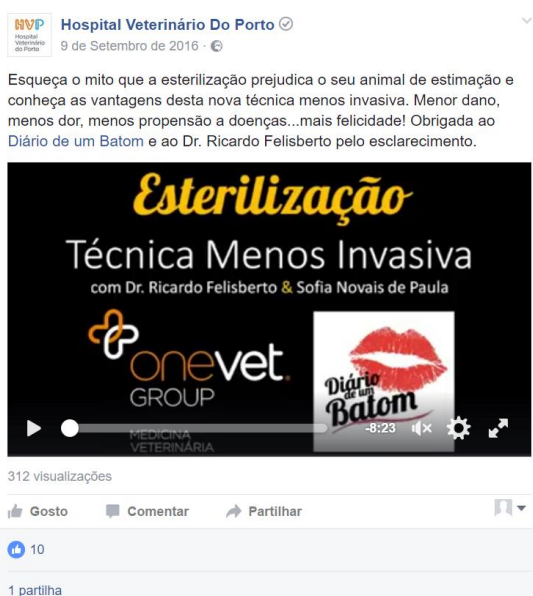 HVP
Hospital
Veterinário
do Porto
Hospital Veterinário Do Porto
9 de Setembro de 2016 ·
Esqueça o mito que a esterilização prejudica o seu animal de estimação e
conheça as vantagens desta nova técnica menos invasiva. Menor dano,
menos dor, menos propensão a doenças...mais felicidade! Obrigada ao
Diário de um Batom e ao Dr. Ricardo Felisberto pelo esclarecimento.
Esterilização
Técnica Menos Invasiva
com Dr. Ricardo Felisberto & Sofia Novais de Paula
onevet.
GROUP
MEDICINA
VETERINÁRIA
Diário
de um
Batom
-8:23
312 visualizações
Gosto Comentar Partilhar
10
1 partilha